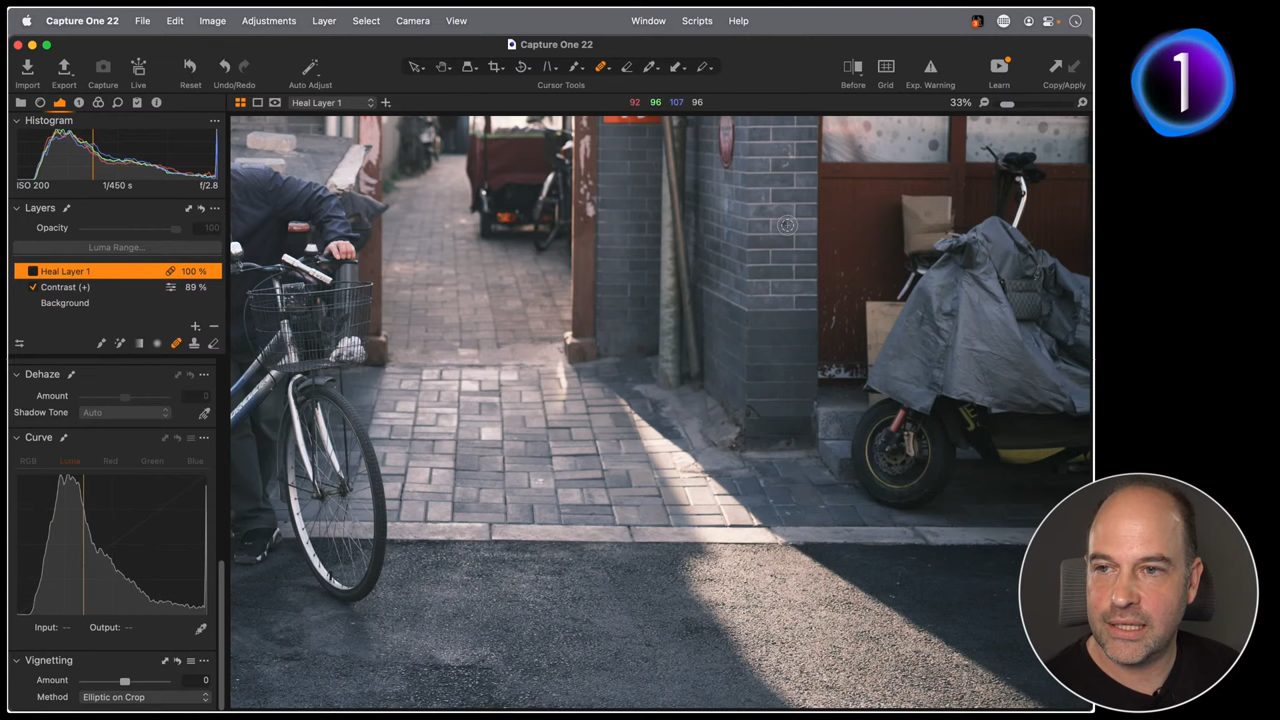 Capture One 22 File Edit Image Adjustments Layer Select Camera View Window Scripts Help
Capture One 22
Import Export Capture Live Reset Undo/Redo Auto Adjust Cursor Tools Before Grid Exp. Warning Learn Copy/Apply
Heal Layer 1 92 96 107 96 33%
Histogram
ISO 200 1/450 s f/2.8
Layers
Opacity 100
Luma Range...
Heal Layer 1 100 %
Contrast (+) 89 %
Background
Dehaze
Amount 0
Shadow Tone Auto
Curve
RGB Luma Red Green Blue
Input: -- Output: --
Vignetting
Amount 0
Method Elliptic on Crop
1